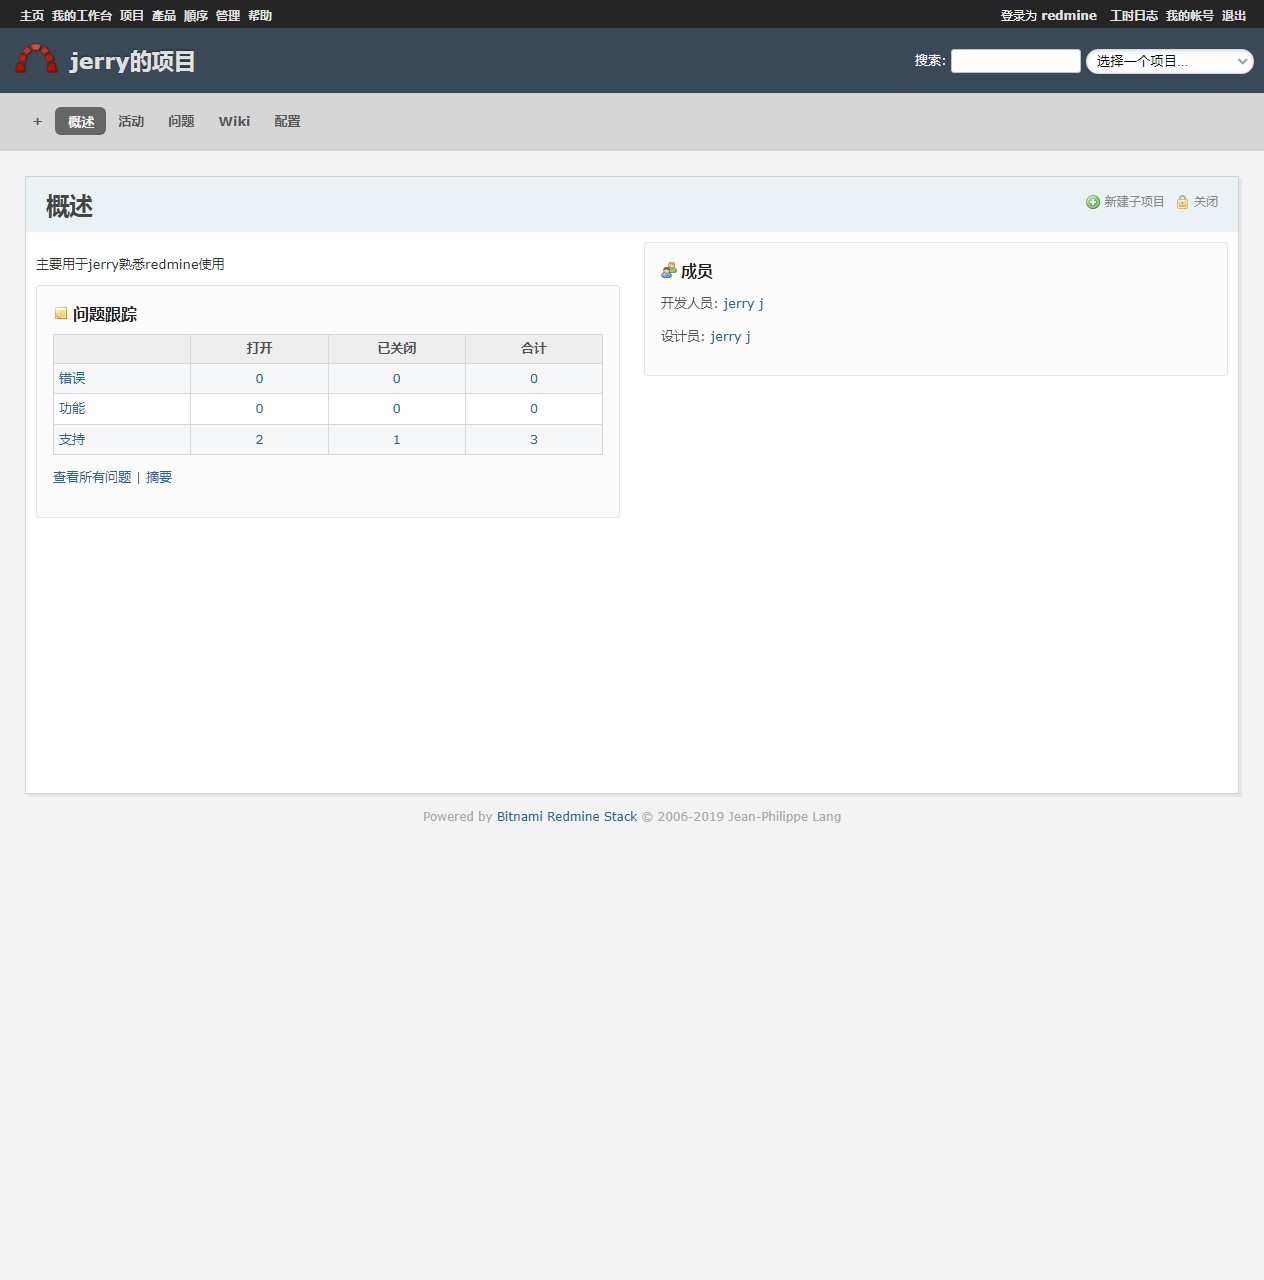 主页 我的工作台 项目 產品 順序 管理 帮助 登录为 redmine 工时日志 我的帐号 退出
jerry的项目 搜索: 选择一个项目...
+ 概述 活动 问题 Wiki 配置
概述 新建子项目 关闭
主要用于jerry熟悉redmine使用
问题跟踪
打开 已关闭 合计
错误 0 0 0
功能 0 0 0
支持 2 1 3
查看所有问题 | 摘要
成员
开发人员: jerry j
设计员: jerry j
Powered by Bitnami Redmine Stack © 2006-2019 Jean-Philippe Lang